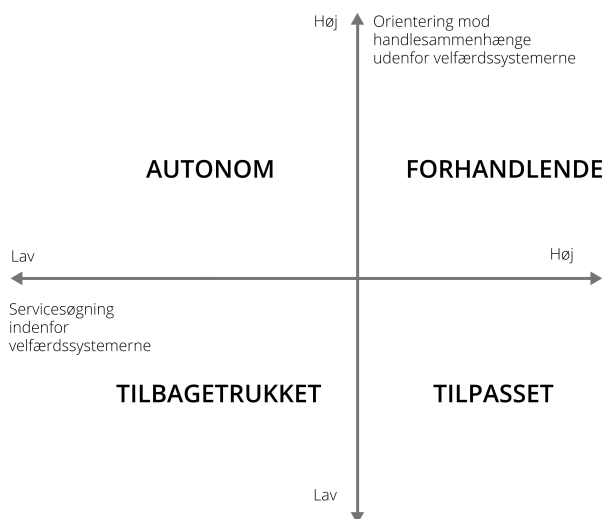 Høj
Orientering mod
handlesammenhænge
udenfor velfærdssystemerne
AUTONOM
FORHANDLENDE
Lav
Høj
Servicesøgning
indenfor
velfærdssystemerne
TILBAGETRUKKET
TILPASSET
Lav